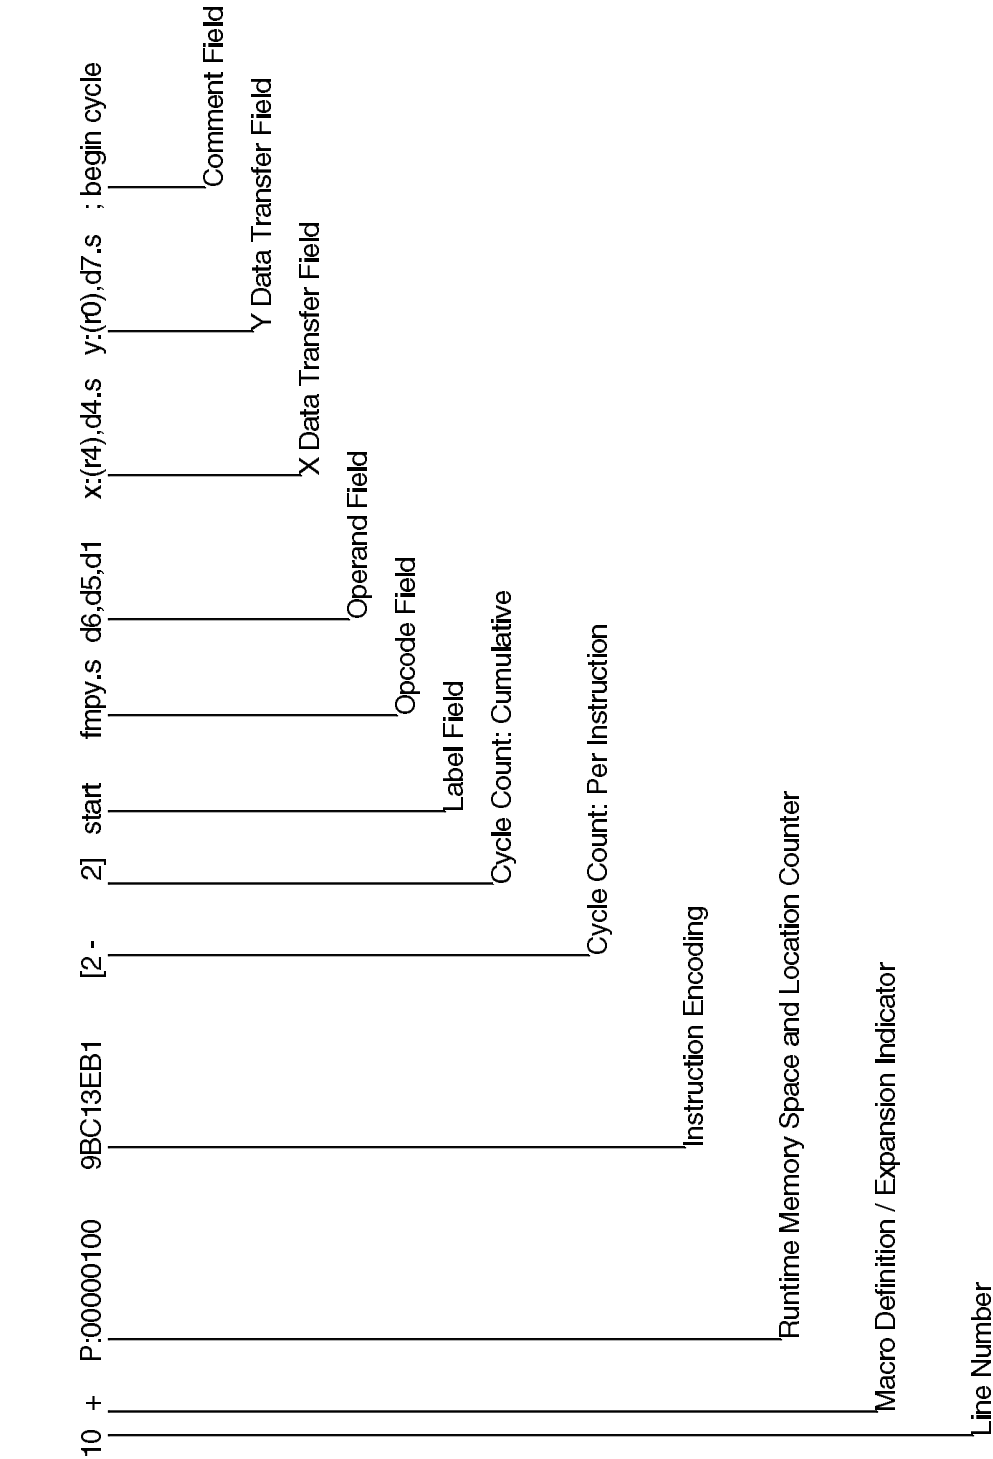 10 + P:00000100 9BC13EB1 [2 - 2] start fmpy.s d6,d5,d1 x:(r4),d4.s y:(r0),d7.s ; begin cycle
Comment Field
Y Data Transfer Field
X Data Transfer Field
Operand Field
Opcode Field
Label Field
Cycle Count: Cumulative
Cycle Count: Per Instruction
Instruction Encoding
Runtime Memory Space and Location Counter
Macro Definition / Expansion Indicator
Line Number